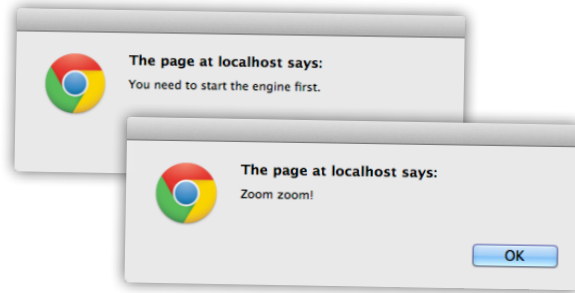 The page at localhost says:
You need to start the engine first.
The page at localhost says:
Zoom zoom!
OK